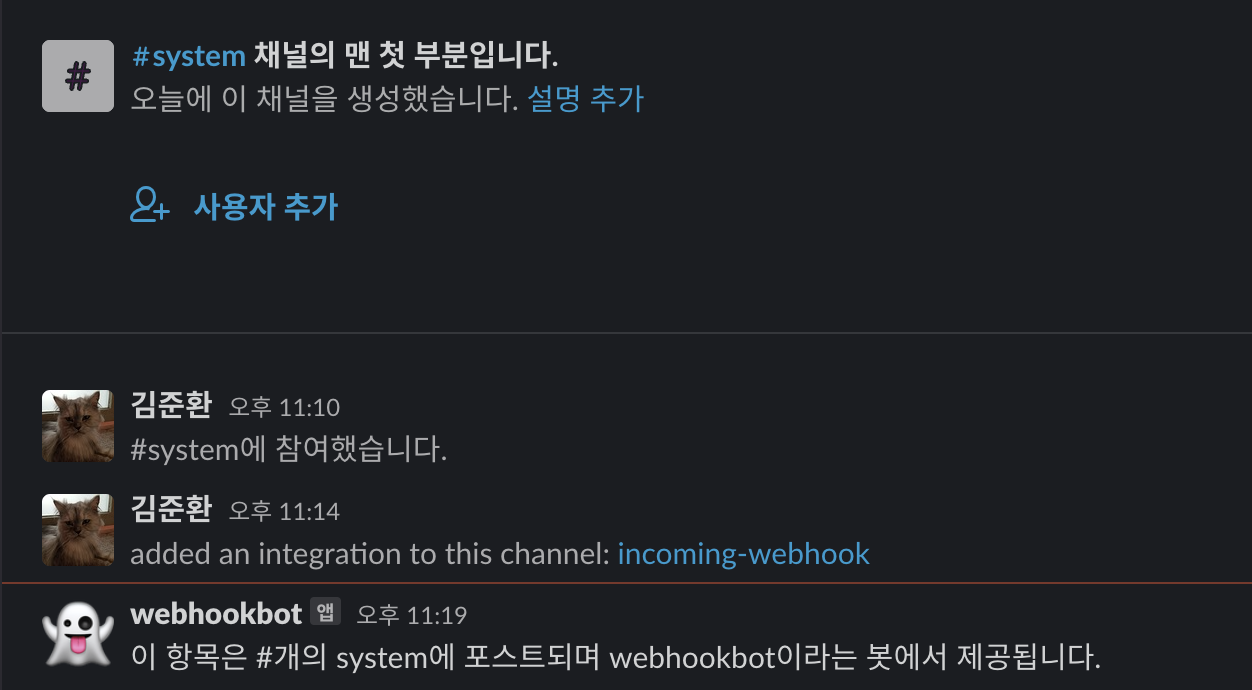 #system 채널의 맨 첫 부분입니다.
오늘에 이 채널을 생성했습니다. 설명 추가
사용자 추가
김준환 오후 11:10
#system에 참여했습니다.
김준환 오후 11:14
added an integration to this channel: incoming-webhook
webhookbot 앱 오후 11:19
이 항목은 #개의 system에 포스트되며 webhookbot이라는 봇에서 제공됩니다.